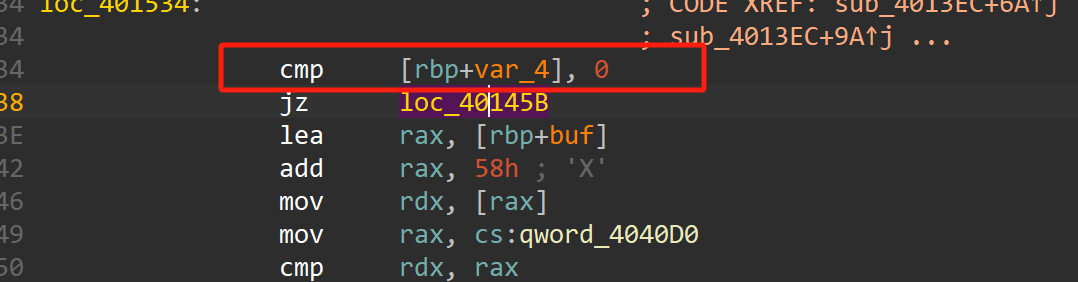 34 loc_401534: ; CODE XREF: sub_4013EC+6A↑j
34 ; sub_4013EC+9A↑j ...
34 cmp [rbp+var_4], 0
38 jz loc_40145B
3E lea rax, [rbp+buf]
42 add rax, 58h ; 'X'
46 mov rdx, [rax]
49 mov rax, cs:qword_4040D0
50 cmp rdx, rax